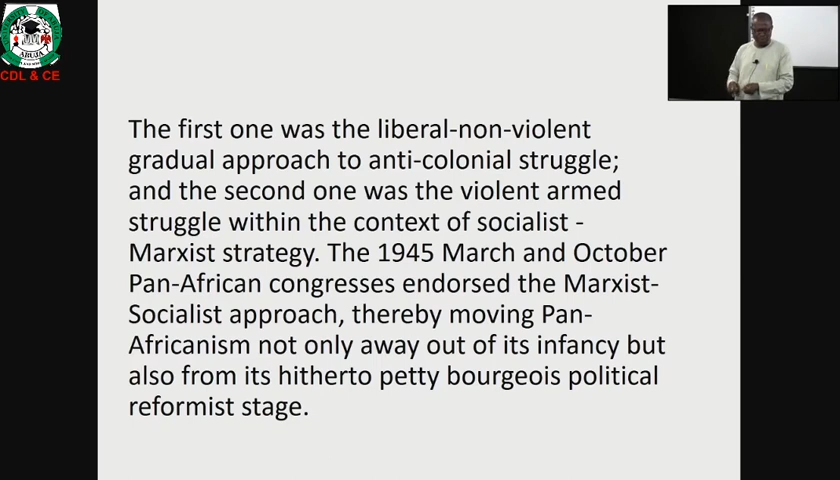 ABUJA
CDL & CE
The first one was the liberal-non-violent
gradual approach to anti-colonial struggle;
and the second one was the violent armed
struggle within the context of socialist -
Marxist strategy. The 1945 March and October
Pan-African congresses endorsed the Marxist-
Socialist approach, thereby moving Pan-
Africanism not only away out of its infancy but
also from its hitherto petty bourgeois political
reformist stage.